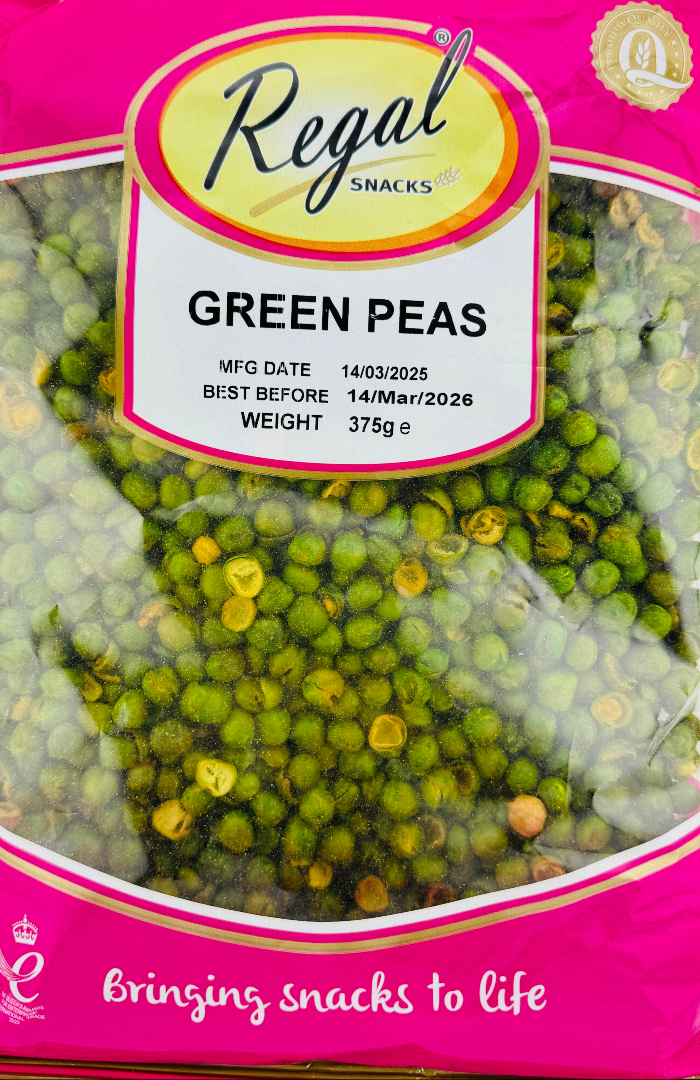 Regal®
SNACKS
Q
GREEN PEAS
MFG DATE 14/03/2025
BEST BEFORE 14/Mar/2026
WEIGHT 375g e
e
Bringing snacks to life